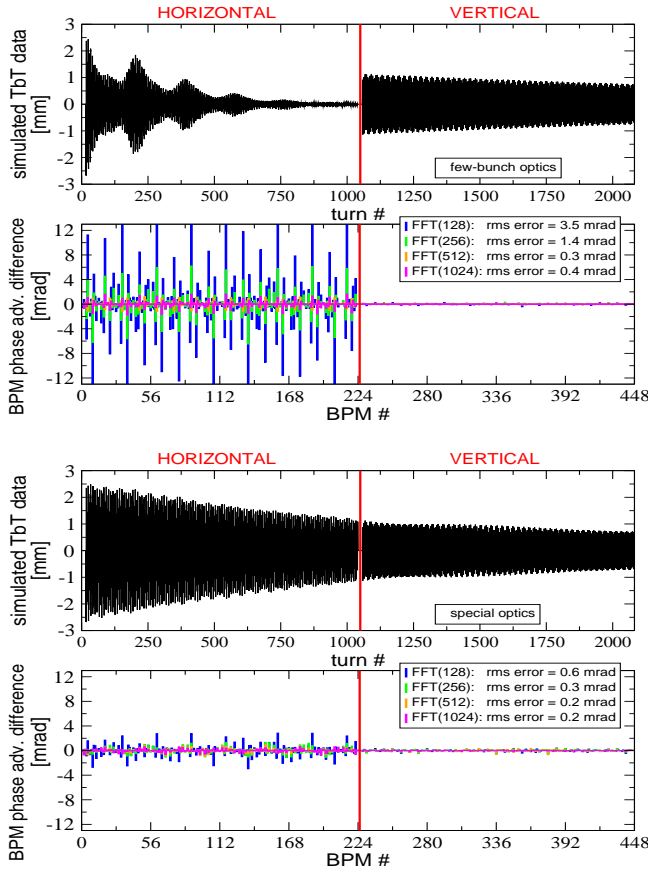 HORIZONTAL VERTICAL
simulated TbT data
[mm]
3
2
1
0
-1
-2
-3
few-bunch optics
0 250 500 750 1000 1250 1500 1750 2000
turn #
BPM phase adv. difference
[mrad]
12
8
4
0
-4
-8
-12
FFT(128): rms error = 3.5 mrad
FFT(256): rms error = 1.4 mrad
FFT(512): rms error = 0.3 mrad
FFT(1024): rms error = 0.4 mrad
0 56 112 168 224 280 336 392 448
BPM #
HORIZONTAL VERTICAL
simulated TbT data
[mm]
3
2
1
0
-1
-2
-3
special optics
0 250 500 750 1000 1250 1500 1750 2000
turn #
BPM phase adv. difference
[mrad]
12
8
4
0
-4
-8
-12
FFT(128): rms error = 0.6 mrad
FFT(256): rms error = 0.3 mrad
FFT(512): rms error = 0.2 mrad
FFT(1024): rms error = 0.2 mrad
0 56 112 168 224 280 336 392 448
BPM #